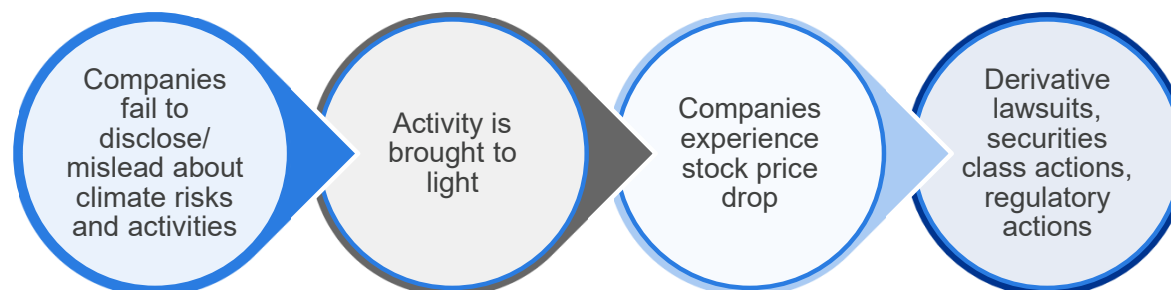 Companies
fail to
disclose/
mislead about
climate risks
and activities
Activity is
brought to
light
Companies
experience
stock price
drop
Derivative
lawsuits,
securities
class actions,
regulatory
actions